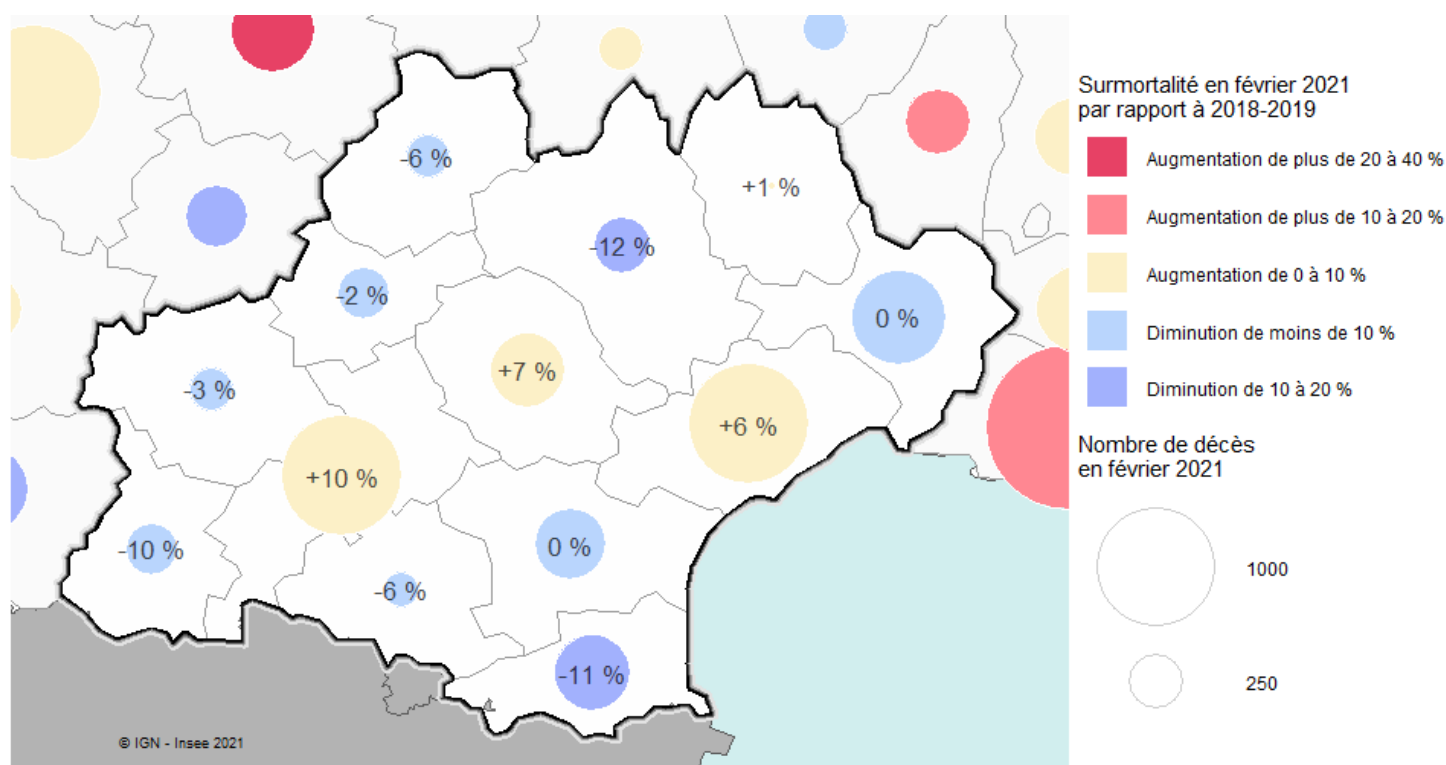 -6 %
+1 %
-12 %
-2 %
0 %
+7 %
-3 %
+6 %
+10 %
-10 %
0 %
-6 %
-11 %
© IGN - Insee 2021
Surmortalité en février 2021
par rapport à 2018-2019
Augmentation de plus de 20 à 40 %
Augmentation de plus de 10 à 20 %
Augmentation de 0 à 10 %
Diminution de moins de 10 %
Diminution de 10 à 20 %
Nombre de décès
en février 2021
1000
250